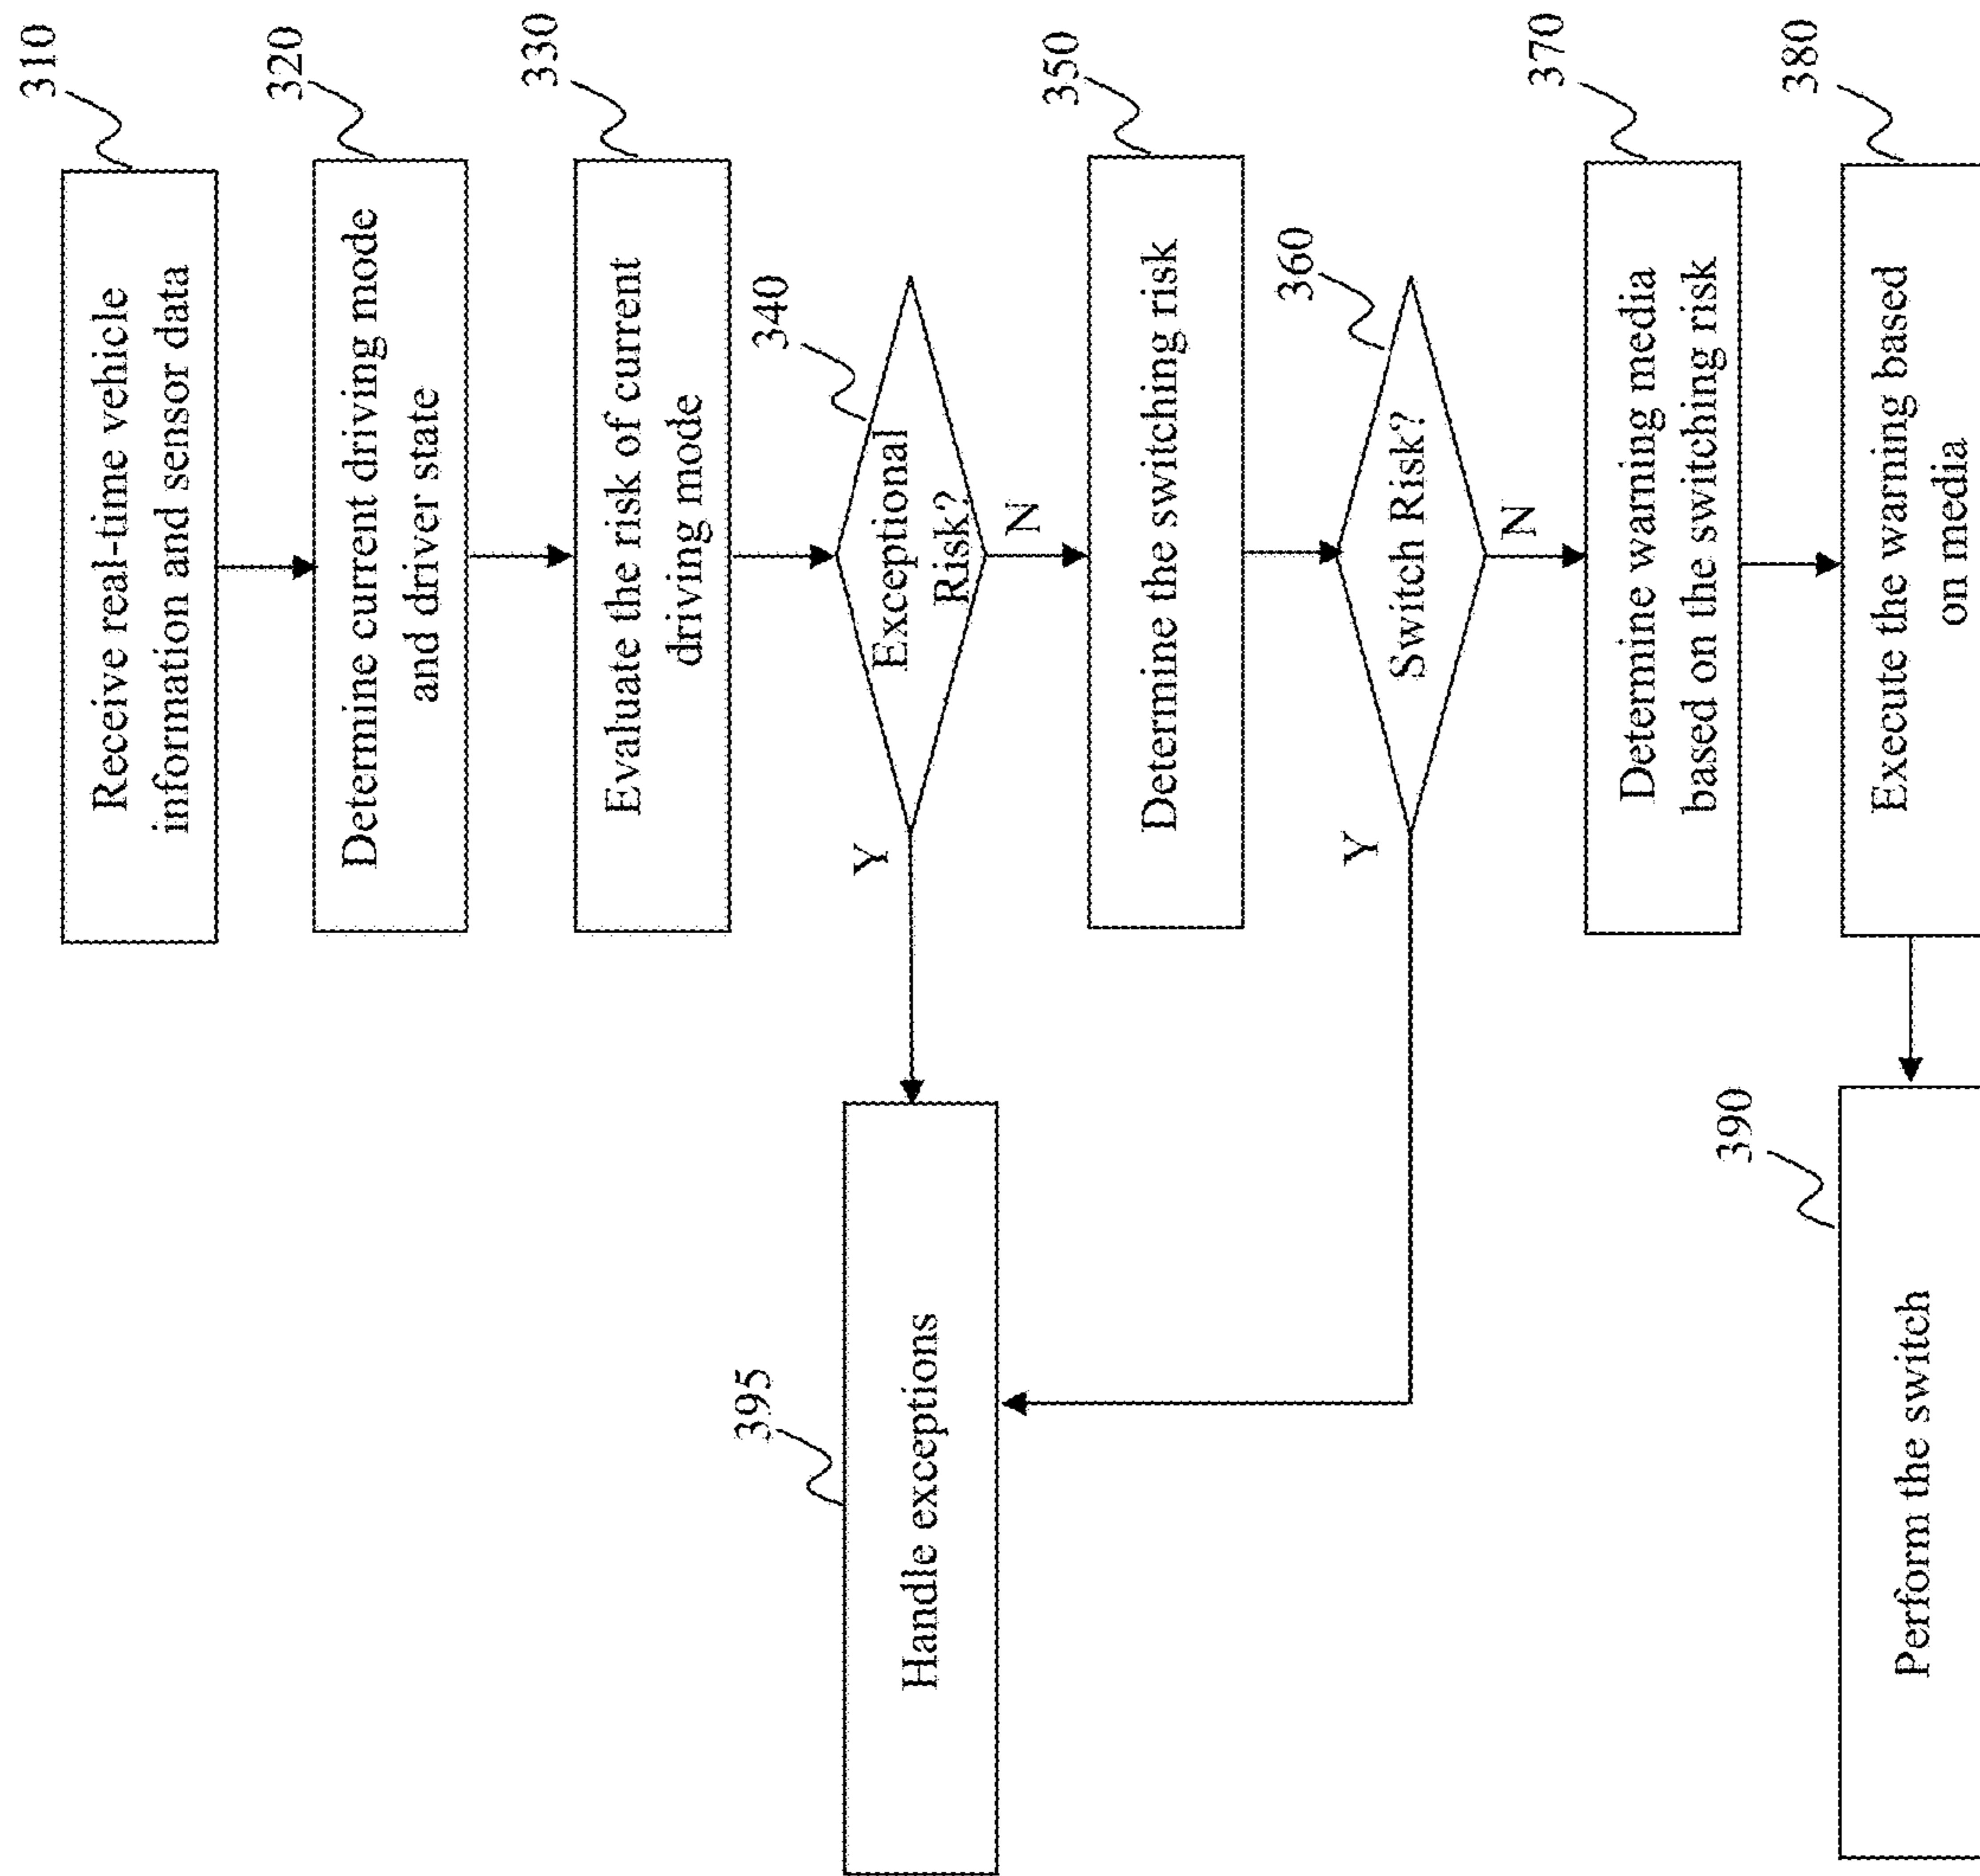 310
Receive real-time vehicle
information and sensor data
320
Determine current driving mode
and driver state
330
Evaluate the risk of current
driving mode
340
Exceptional
Risk?
Y
N
395
Handle exceptions
350
Determine the switching risk
360
Switch Risk?
Y
N
370
Determine warning media
based on the switching risk
380
Execute the warning based
on media
390
Perform the switch